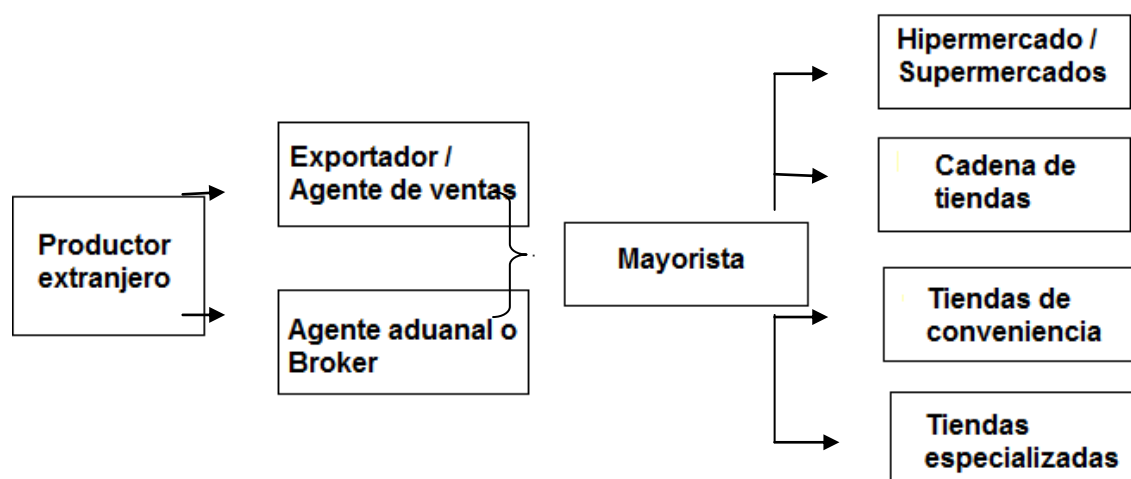 Productor
extranjero
Exportador /
Agente de ventas
Agente aduanal o
Broker
Mayorista
Hipermercado /
Supermercados
Cadena de
tiendas
Tiendas de
conveniencia
Tiendas
especializadas